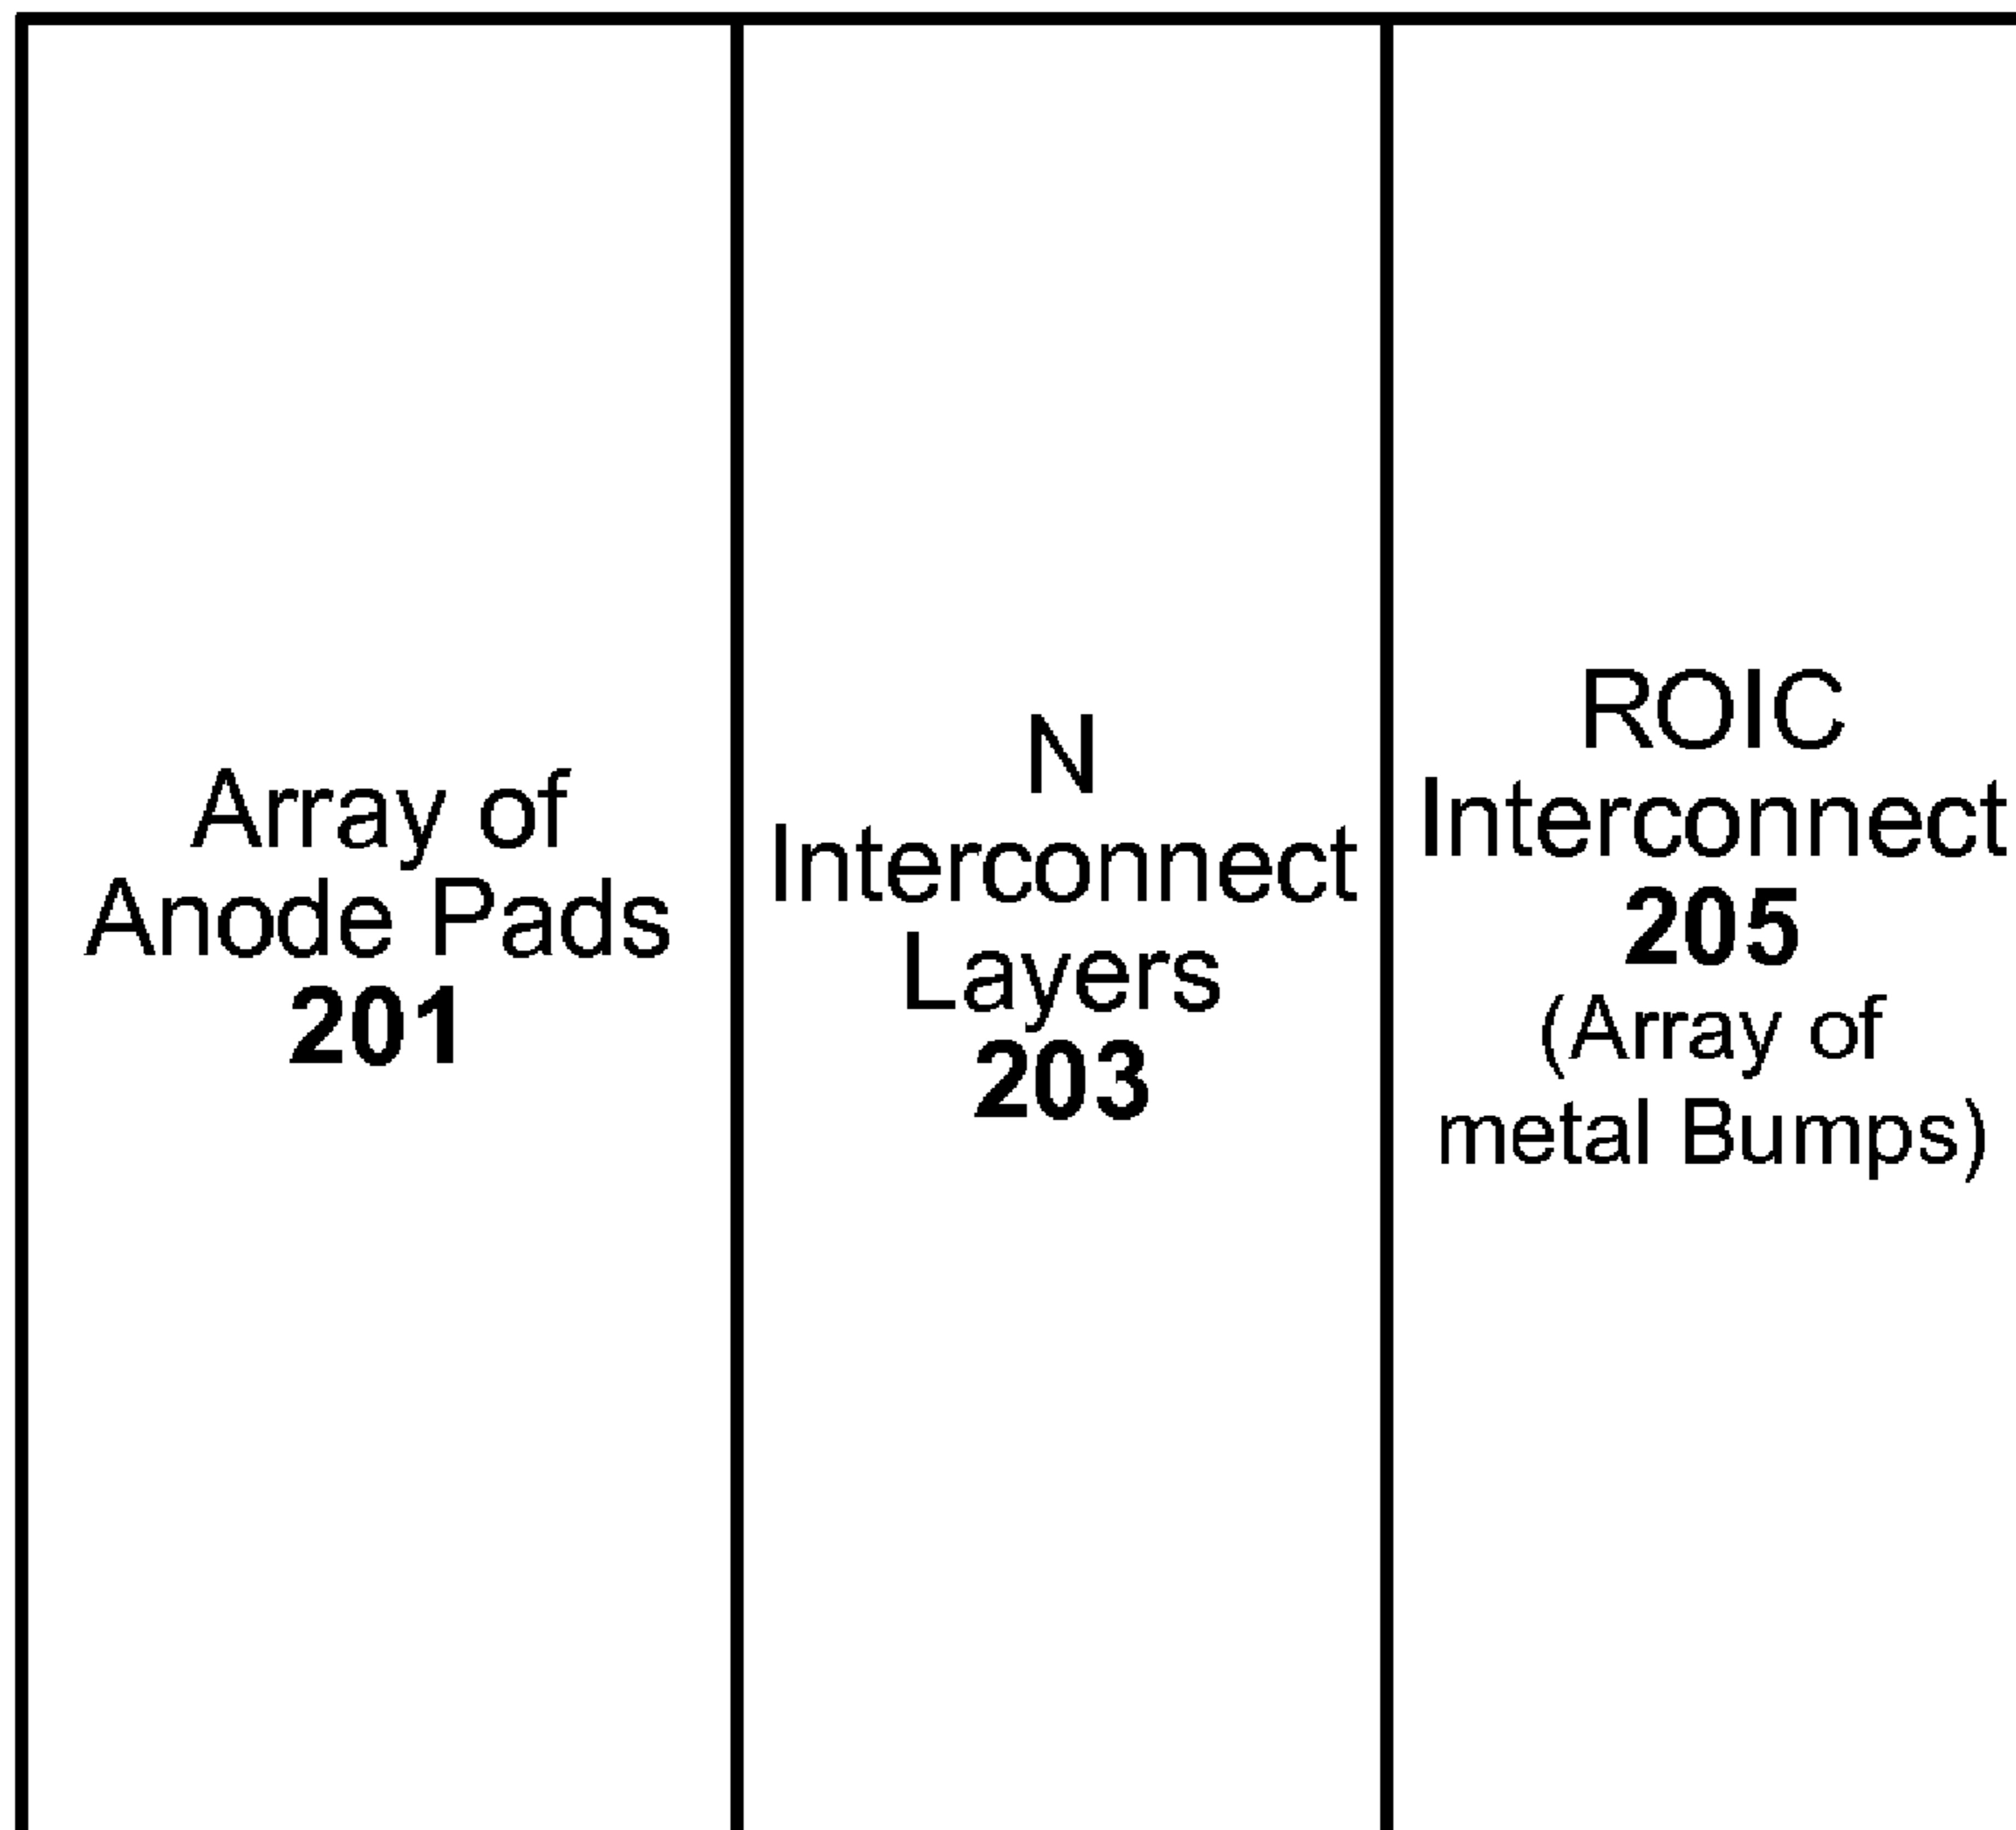 Array of
Anode Pads
201
N
Interconnect
Layers
203
ROIC
Interconnect
205
(Array of
metal Bumps)